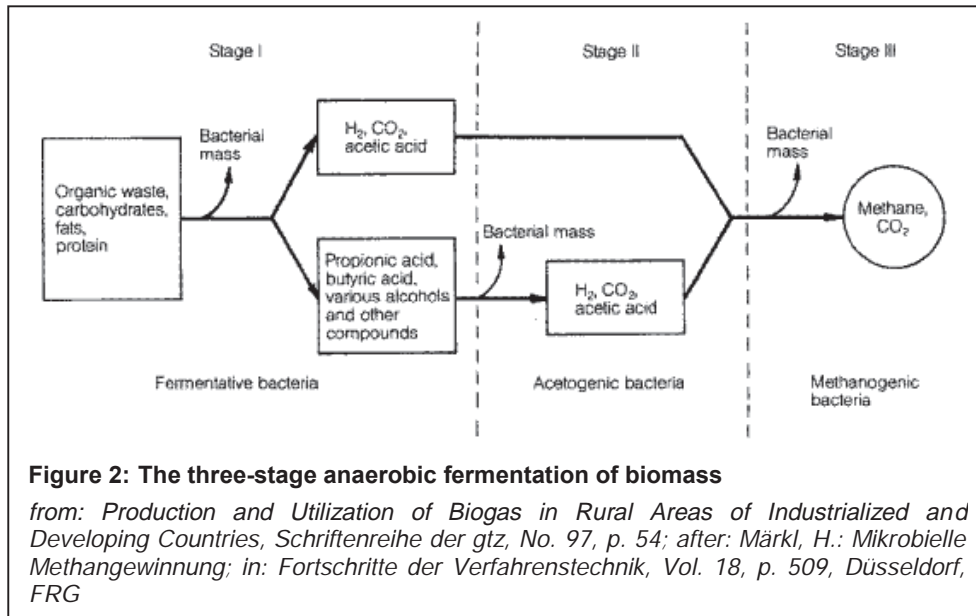 Stage I
Stage II
Stage III
Organic waste,
carbohydrates,
fats,
protein
Bacterial
mass
H₂, CO₂,
acetic acid
Propionic acid,
butyric acid,
various alcohols
and other
compounds
Bacterial mass
H₂, CO₂,
acetic acid
Bacterial
mass
Methane,
CO₂
Fermentative bacteria
Acetogenic bacteria
Methanogenic
bacteria
Figure 2: The three-stage anaerobic fermentation of biomass
from: Production and Utilization of Biogas in Rural Areas of Industrialized and
Developing Countries, Schriftenreihe der gtz, No. 97, p. 54; after: Märkl, H.: Mikrobielle
Methangewinnung; in: Fortschritte der Verfahrenstechnik, Vol. 18, p. 509, Düsseldorf,
FRG